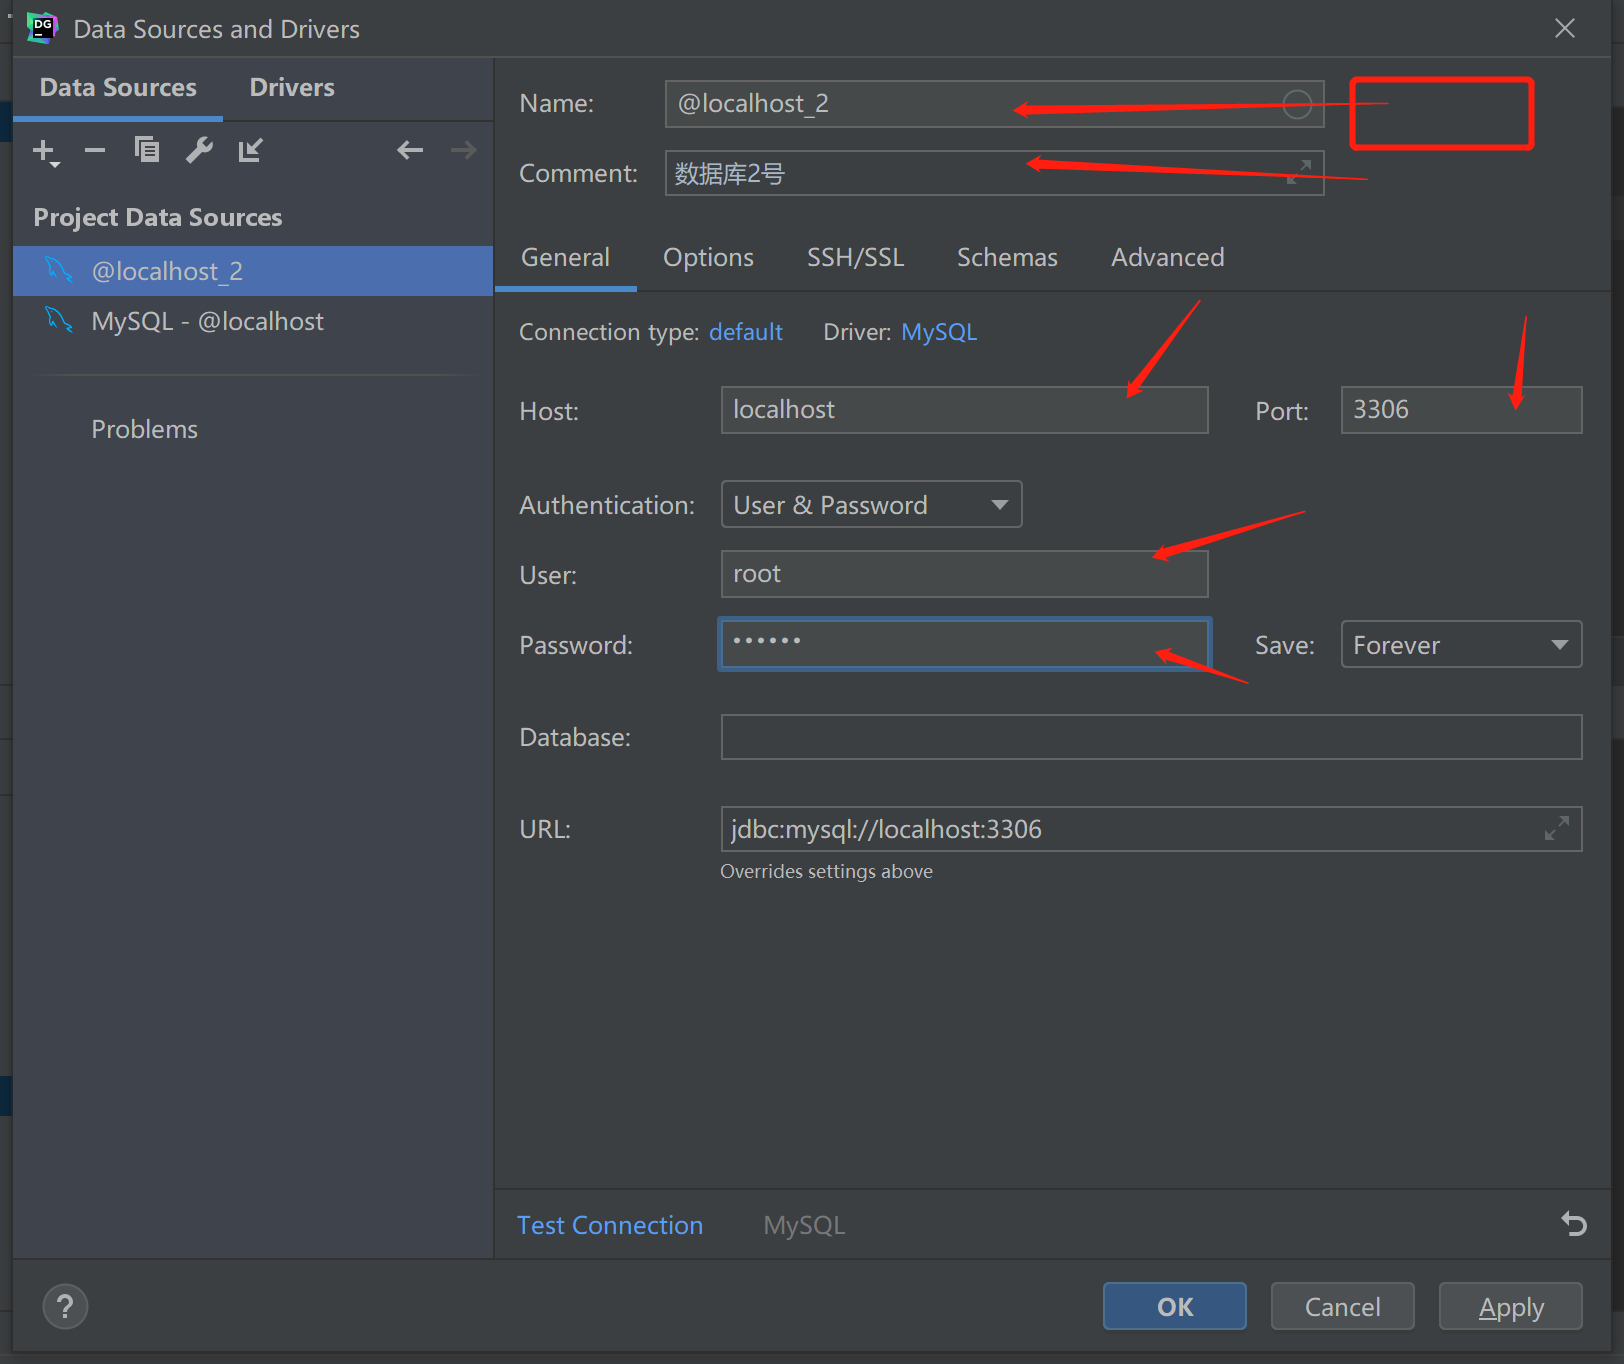 DG Data Sources and Drivers
Data Sources Drivers
Project Data Sources
@localhost_2
MySQL - @localhost
Problems
Name: @localhost_2
Comment: 数据库2号
General Options SSH/SSL Schemas Advanced
Connection type: default Driver: MySQL
Host: localhost Port: 3306
Authentication: User & Password
User: root
Password: •••••• Save: Forever
Database:
URL: jdbc:mysql://localhost:3306
Overrides settings above
Test Connection MySQL
? OK Cancel Apply